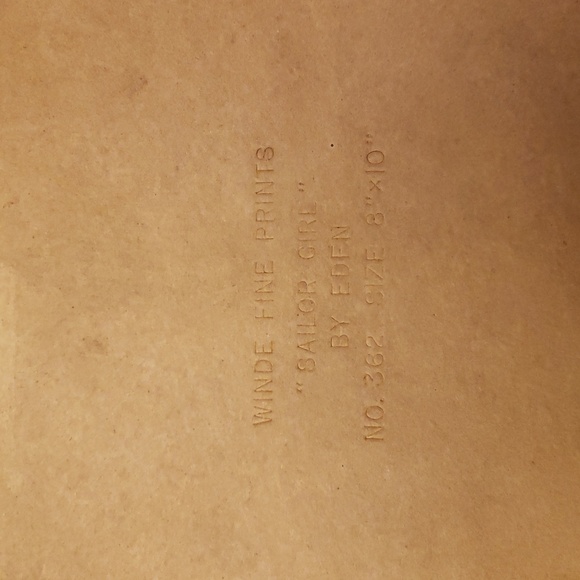 WINDE FINE PRINTS
"SAILOR GIRL"
BY EDEN
NO. 362 SIZE 8"x10"